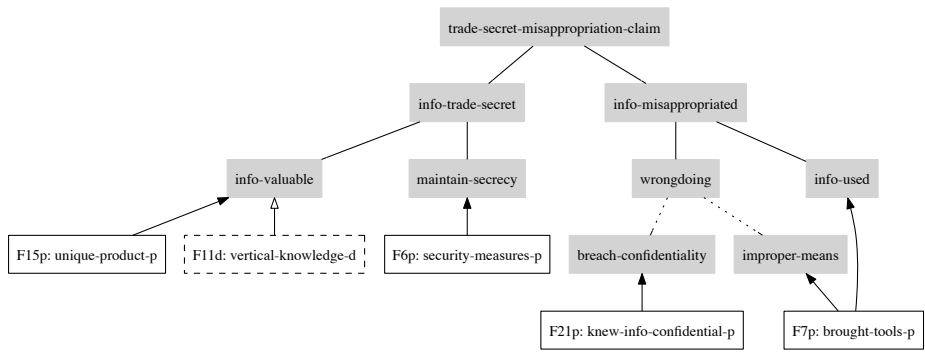 trade-secret-misappropriation-claim
info-trade-secret
info-misappropriated
info-valuable
maintain-secrecy
wrongdoing
info-used
F15p: unique-product-p
F11d: vertical-knowledge-d
F6p: security-measures-p
breach-confidentiality
improper-means
F21p: knew-info-confidential-p
F7p: brought-tools-p